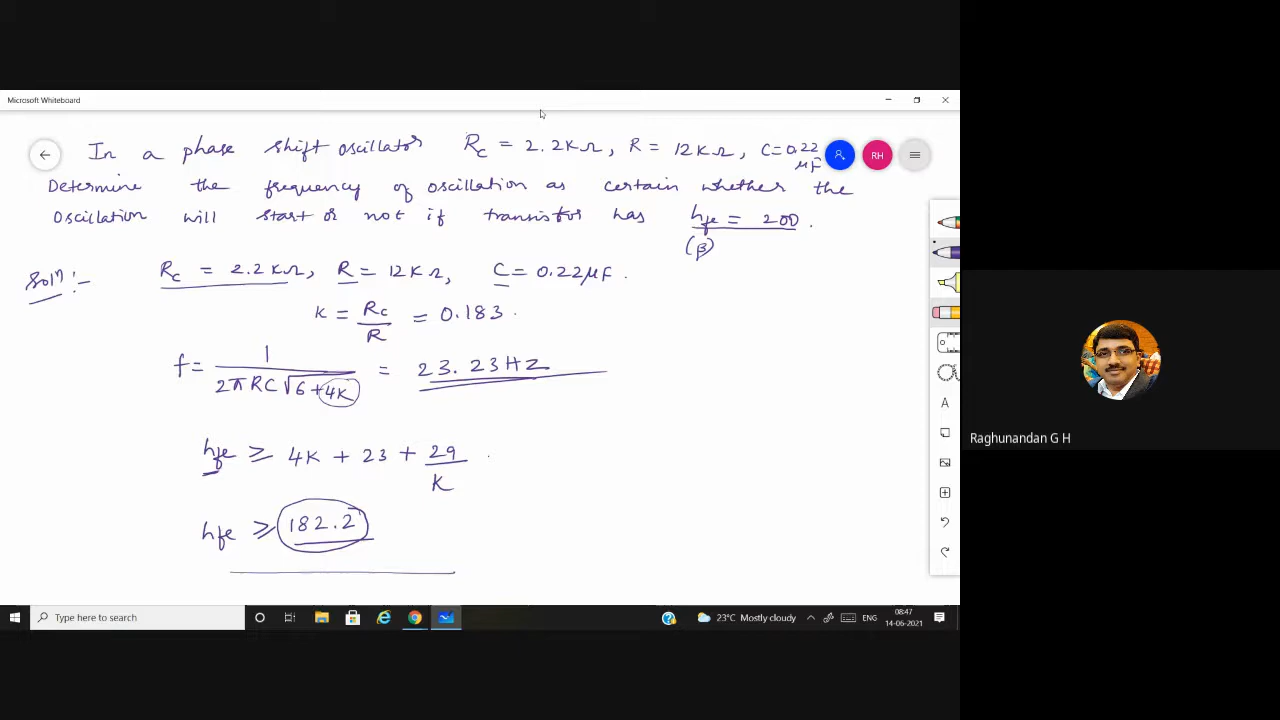 Microsoft Whiteboard
In a phase shift oscillator Rc = 2.2KΩ, R = 12KΩ, C=0.22 μF
RH
Determine the frequency of oscillation as certain whether the
Oscillation will start or not if transistor has hfe = 200.
(β)
Solⁿ :- Rc = 2.2KΩ, R = 12KΩ, C = 0.22μF.
K = Rc/R = 0.183.
f = 1/2πRC√6+4K = 23.23HZ
A
hfe ≥ 4K + 23 + 29/K
Raghunandan G H
hfe ≥ 182.2
Type here to search
23°C Mostly cloudy
ENG
08:47
14-06-2021